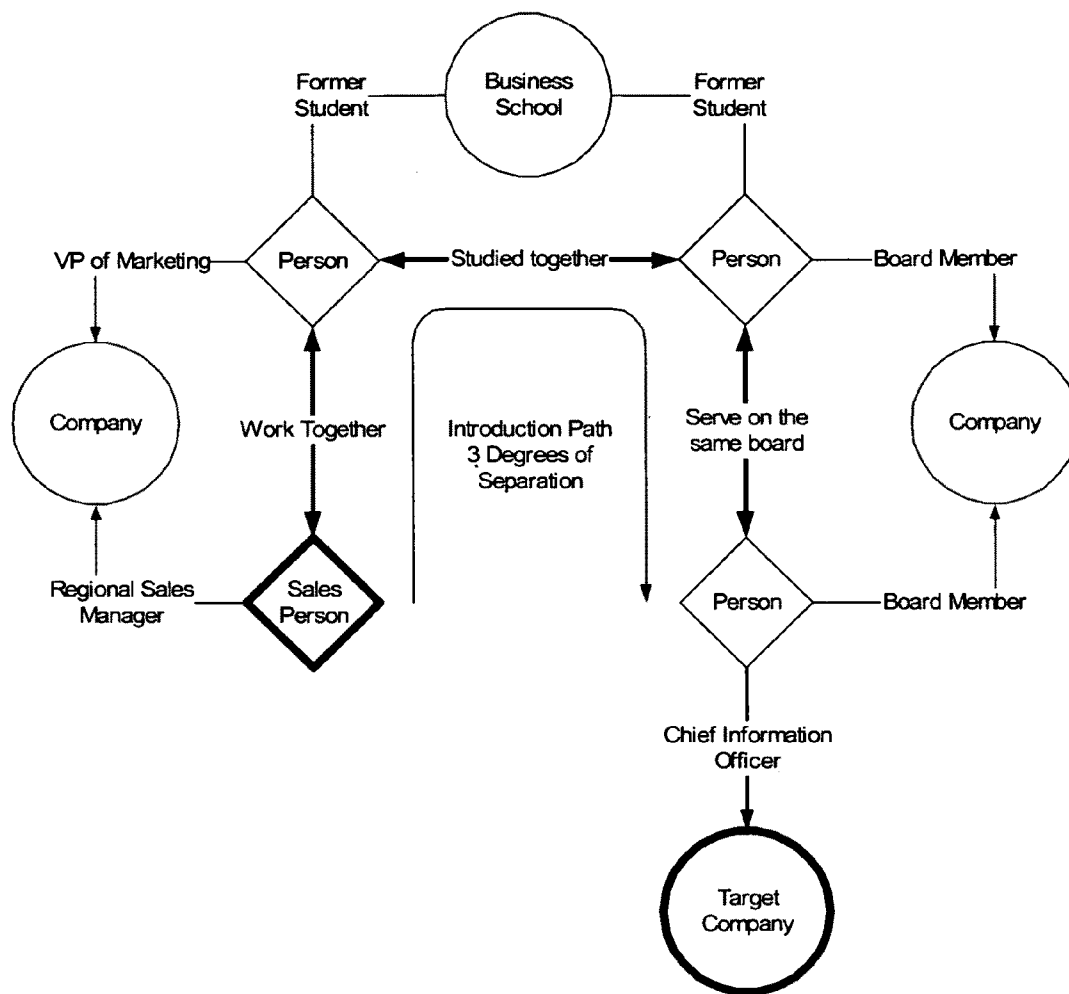 Business
School
Former
Student
Former
Student
VP of Marketing
Person
Studied together
Person
Board Member
Company
Work Together
Introduction Path
3 Degrees of
Separation
Serve on the
same board
Company
Regional Sales
Manager
Sales
Person
Person
Board Member
Chief Information
Officer
Target
Company